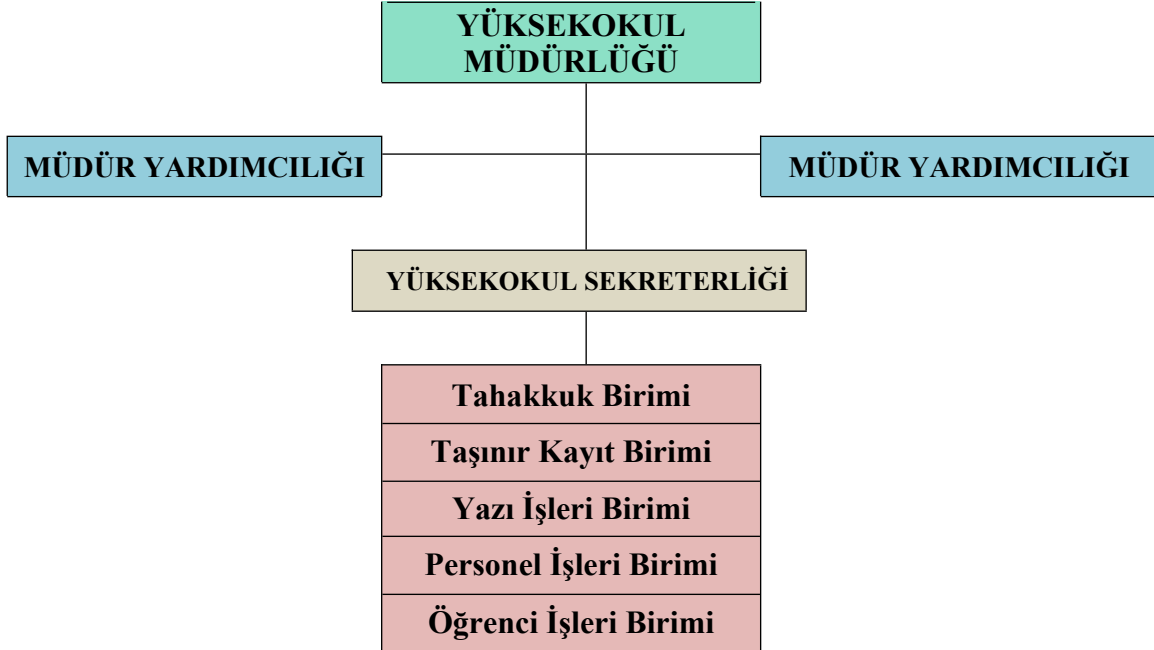 YÜKSEKOKUL
MÜDÜRLÜĞÜ
MÜDÜR YARDIMCILIĞI
MÜDÜR YARDIMCILIĞI
YÜKSEKOKUL SEKRETERLİĞİ
Tahakkuk Birimi
Taşınır Kayıt Birimi
Yazı İşleri Birimi
Personel İşleri Birimi
Öğrenci İşleri Birimi